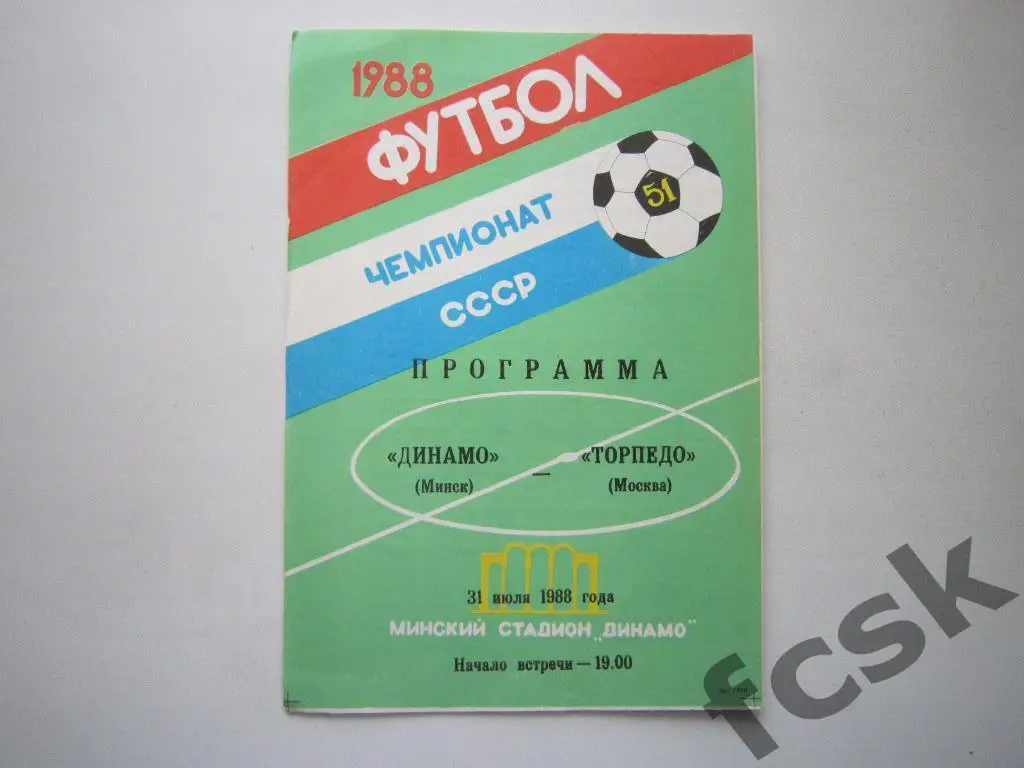 1988
ФУТБОЛ
51
ЧЕМПИОНАТ
СССР
ПРОГРАММА
«ДИНАМО» — «ТОРПЕДО»
(Минск) (Москва)
31 июля 1988 года
МИНСКИЙ СТАДИОН „ДИНАМО"
Начало встречи — 19.00
fcsk